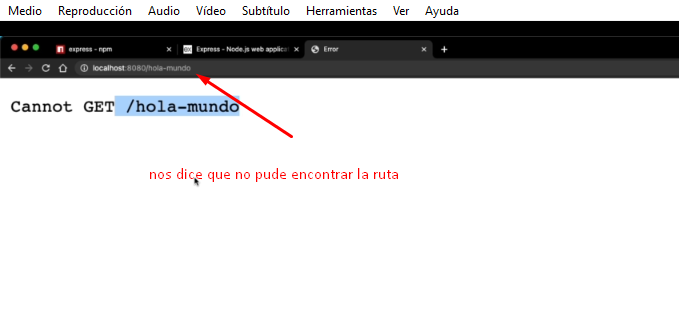 Medio Reproducción Audio Vídeo Subtítulo Herramientas Ver Ayuda
express - npm Express - Node.js web applica Error
localhost:8080/hola-mundo
Cannot GET /hola-mundo
nos dice que no pude encontrar la ruta